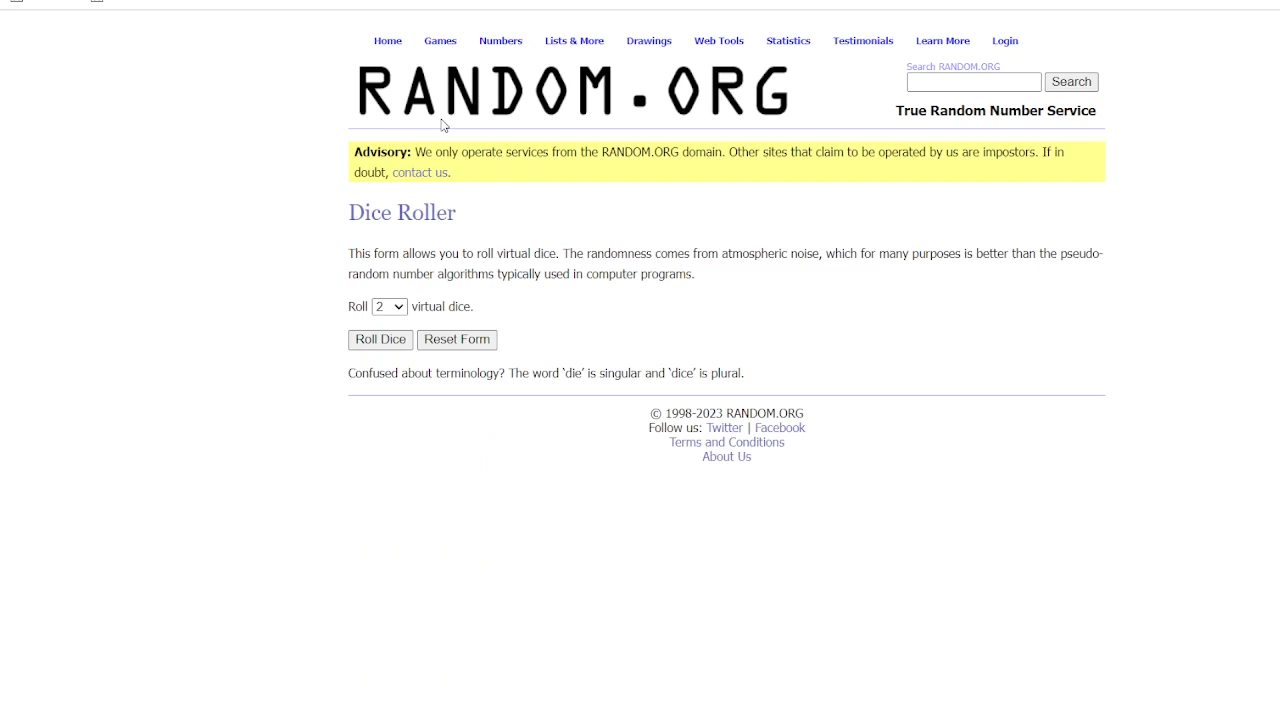 Home Games Numbers Lists & More Drawings Web Tools Statistics Testimonials Learn More Login
RANDOM.ORG
Search RANDOM.ORG
Search
True Random Number Service
Advisory: We only operate services from the RANDOM.ORG domain. Other sites that claim to be operated by us are impostors. If in
doubt, contact us.
Dice Roller
This form allows you to roll virtual dice. The randomness comes from atmospheric noise, which for many purposes is better than the pseudo-
random number algorithms typically used in computer programs.
Roll 2 virtual dice.
Roll Dice Reset Form
Confused about terminology? The word ‘die’ is singular and ‘dice’ is plural.
© 1998-2023 RANDOM.ORG
Follow us: Twitter | Facebook
Terms and Conditions
About Us